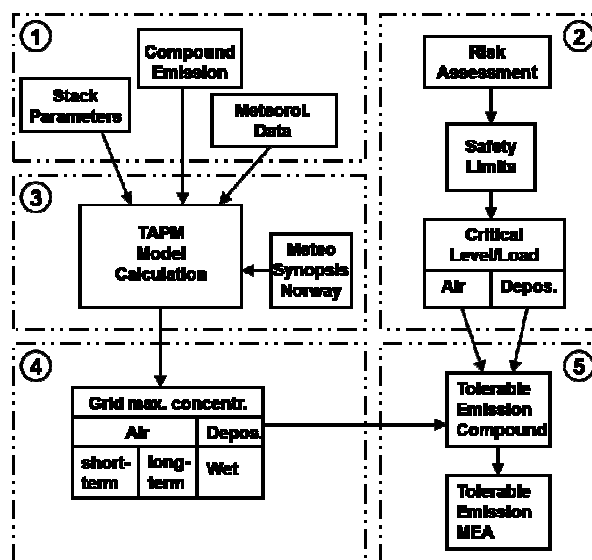 1
Compound
Emission
Stack
Parameters
Meteorol.
Data
2
Risk
Assessment
Safety
Limits
Critical
Level/Load
Air
Depos.
3
TAPM
Model
Calculation
Meteo
Synopsis
Norway
4
Grid max. concentr.
Air
Depos.
short-
term
long-
term
Wet
5
Tolerable
Emission
Compound
Tolerable
Emission
MEA